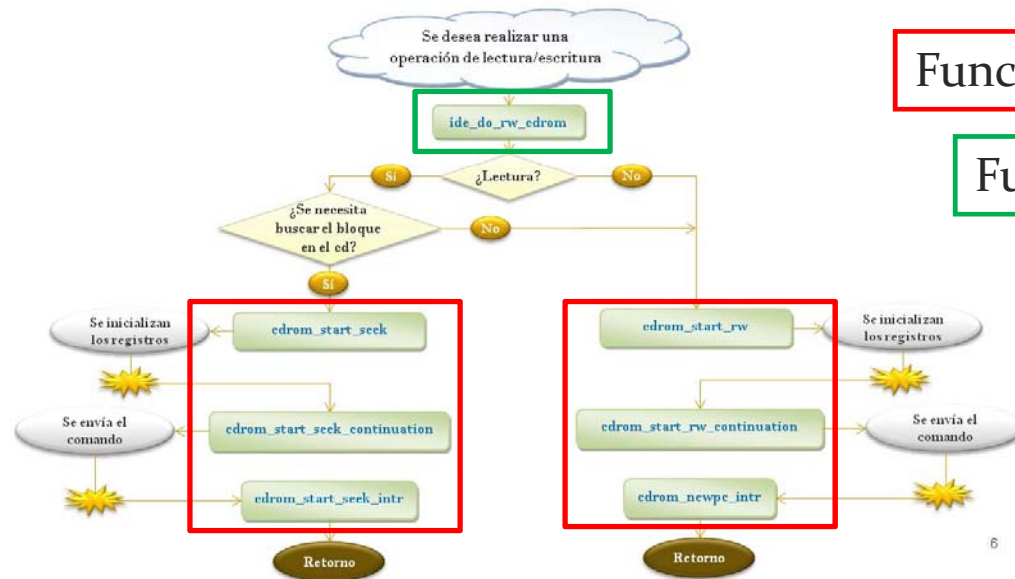 Se desea realizar una
operación de lectura/escritura
Func
ide_do_rw_cdrom
Fu
Sí
¿Lectura?
No
¿Se necesita
buscar el bloque
en el cd?
No
Sí
Se inicializan
los registros
cdrom_start_seek
cdrom_start_rw
Se inicializan
los registros
Se envía el
comando
cdrom_start_seek_continuation
cdrom_start_rw_continuation
Se envía el
comando
cdrom_start_seek_intr
cdrom_newpc_intr
Retorno
Retorno
6